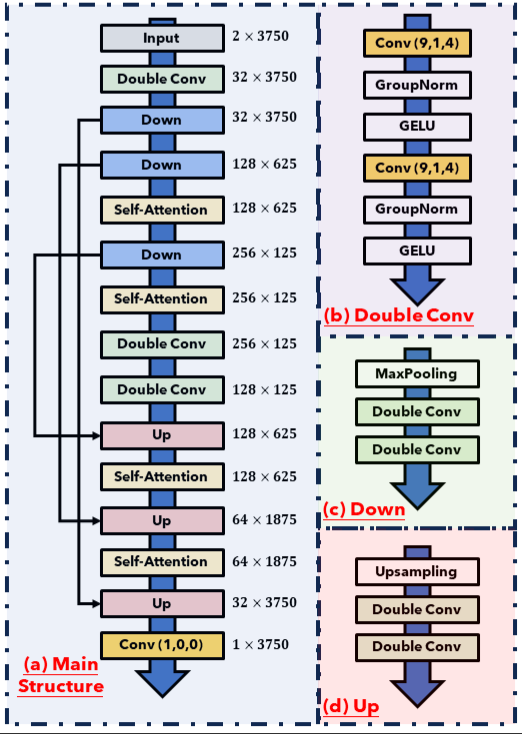 Input 2 × 3750
Double Conv 32 × 3750
Down 32 × 3750
Down 128 × 625
Self-Attention 128 × 625
Down 256 × 125
Self-Attention 256 × 125
Double Conv 256 × 125
Double Conv 128 × 125
Up 128 × 625
Self-Attention 128 × 625
Up 64 × 1875
Self-Attention 64 × 1875
Up 32 × 3750
Conv (1,0,0) 1 × 3750
(a) Main
Structure
Conv (9,1,4)
GroupNorm
GELU
Conv (9,1,4)
GroupNorm
GELU
(b) Double Conv
MaxPooling
Double Conv
Double Conv
(c) Down
Upsampling
Double Conv
Double Conv
(d) Up